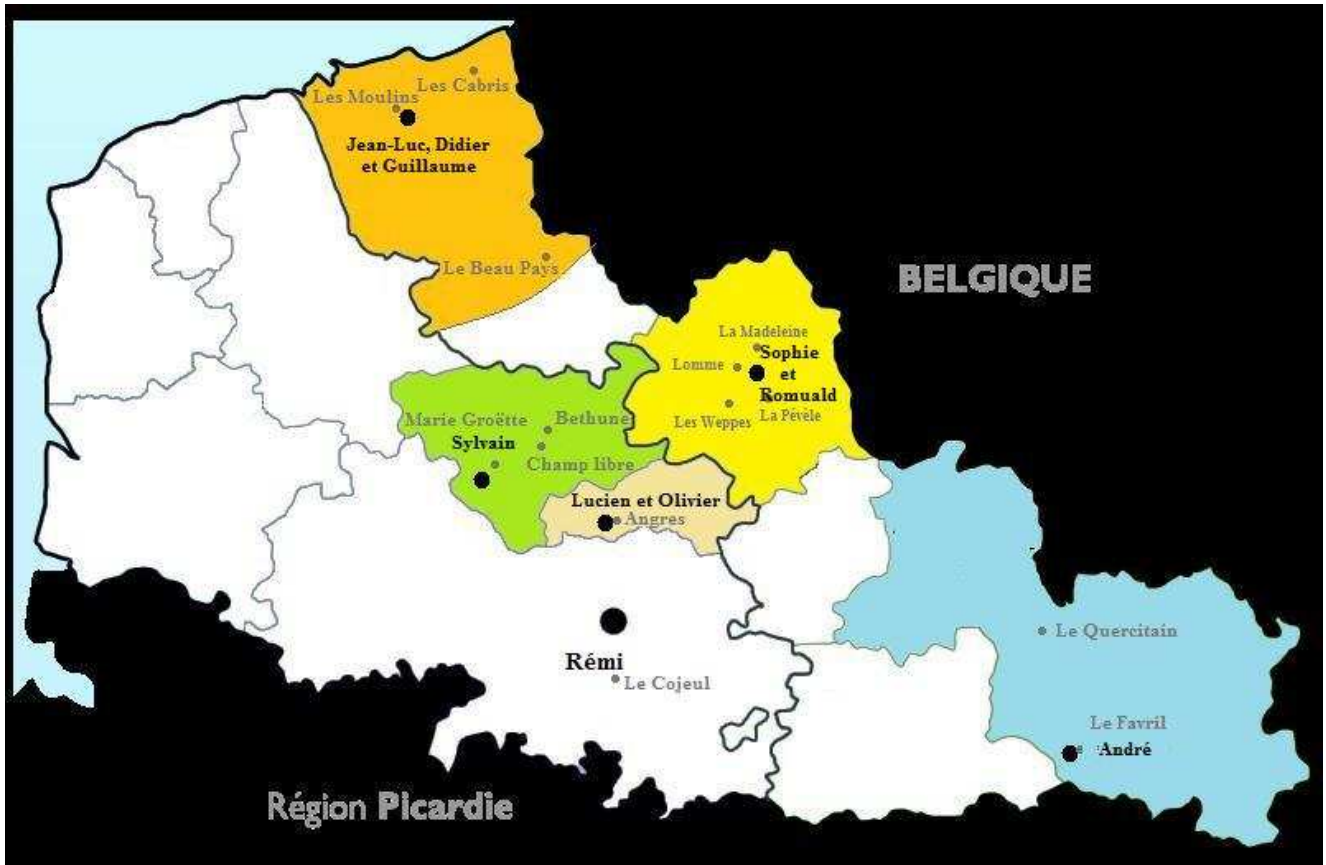 Les Cabris
Les Moulins
Jean-Luc, Didier
et Guillaume
Le Beau Pays
BELGIQUE
La Madeleine
Sophie
et
Romuald
Lomme
Les Weppes
La Pévèle
Marie Groëtte
Bethune
Sylvain
Champ libre
Lucien et Olivier
Angres
Rémi
Le Cojeul
Le Quercitain
Le Favril
André
Région Picardie